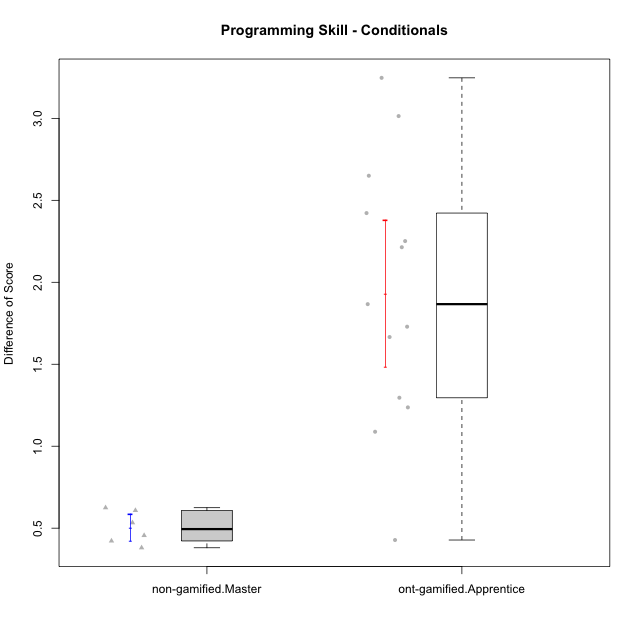 Programming Skill - Conditionals
Difference of Score
3.0
2.5
2.0
1.5
1.0
0.5
non-gamified.Master
ont-gamified.Apprentice